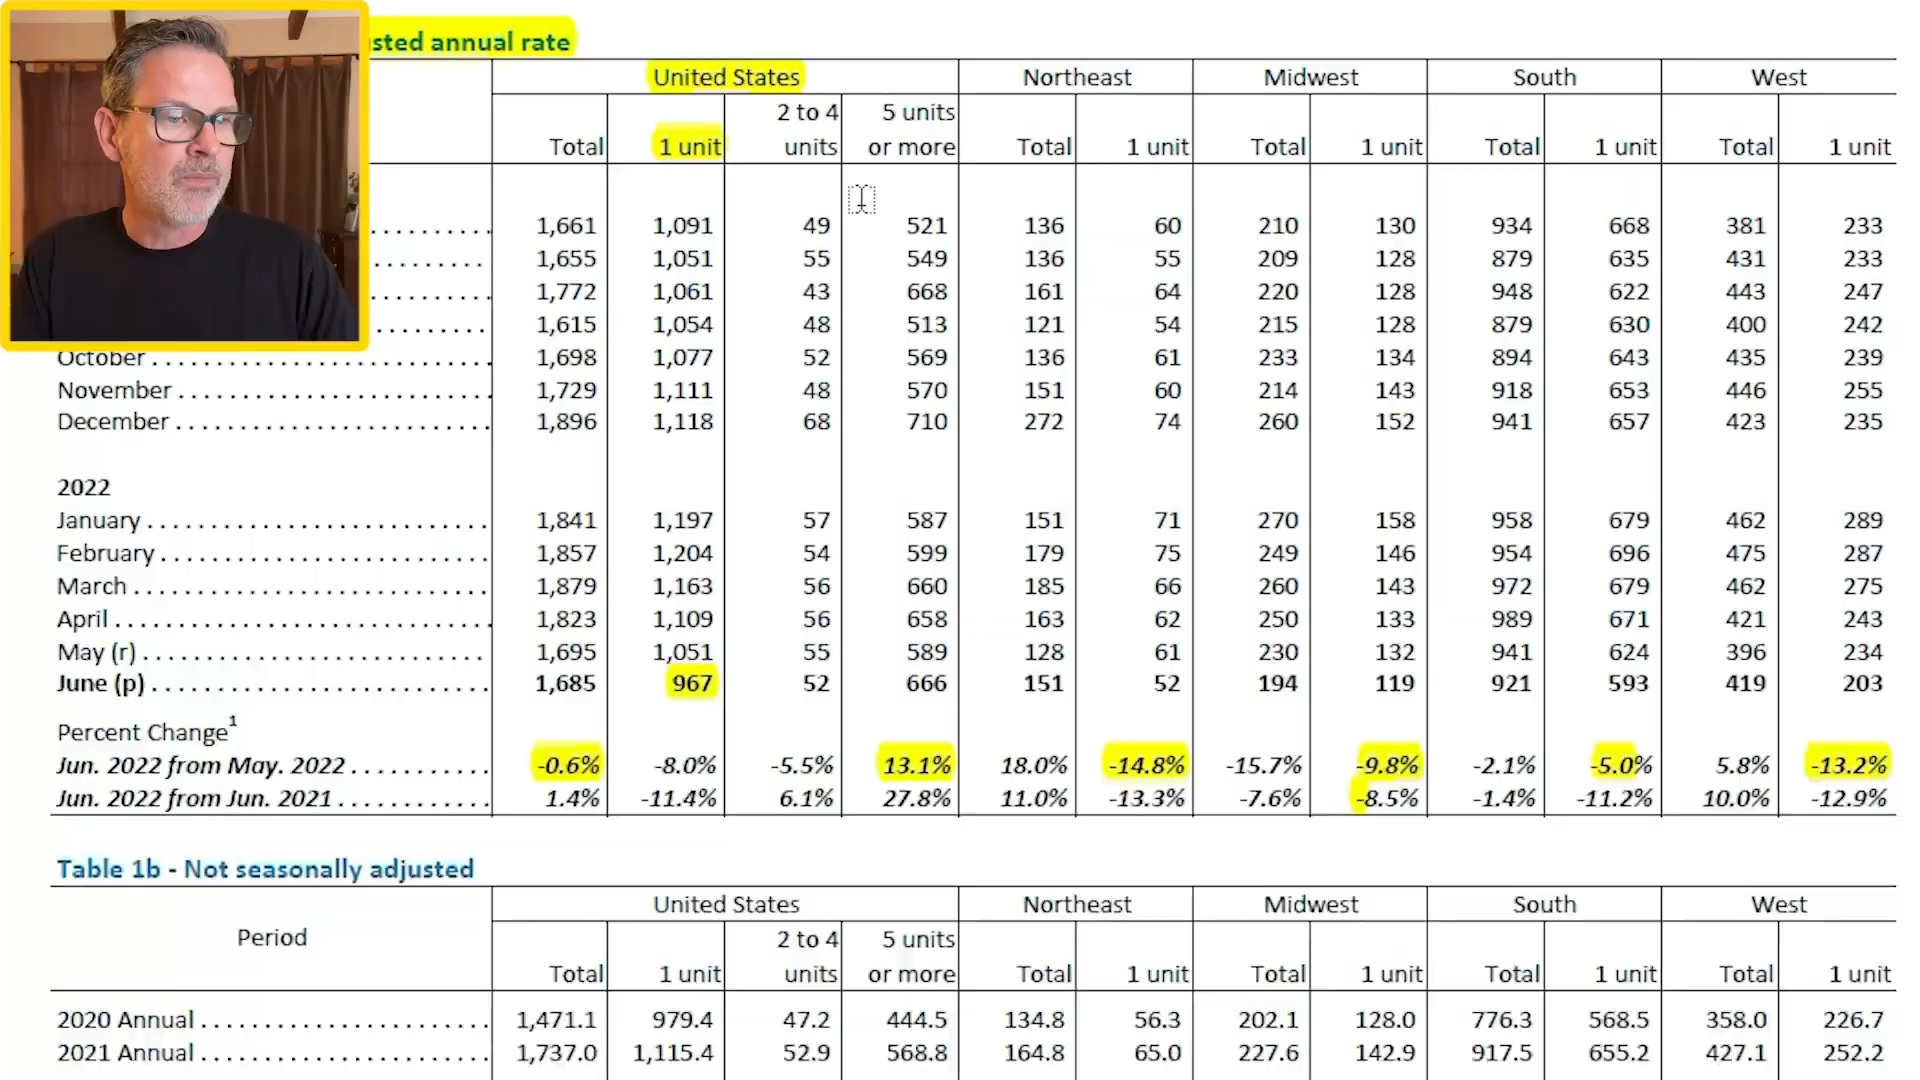 sted annual rate
United States Northeast Midwest South West
2 to 4 5 units
Total 1 unit units or more Total 1 unit Total 1 unit Total 1 unit Total 1 unit
1,661 1,091 49 521 136 60 210 130 934 668 381 233
1,655 1,051 55 549 136 55 209 128 879 635 431 233
1,772 1,061 43 668 161 64 220 128 948 622 443 247
1,615 1,054 48 513 121 54 215 128 879 630 400 242
October 1,698 1,077 52 569 136 61 233 134 894 643 435 239
November 1,729 1,111 48 570 151 60 214 143 918 653 446 255
December 1,896 1,118 68 710 272 74 260 152 941 657 423 235
2022
January 1,841 1,197 57 587 151 71 270 158 958 679 462 289
February 1,857 1,204 54 599 179 75 249 146 954 696 475 287
March 1,879 1,163 56 660 185 66 260 143 972 679 462 275
April 1,823 1,109 56 658 163 62 250 133 989 671 421 243
May (r) 1,695 1,051 55 589 128 61 230 132 941 624 396 234
June (p) 1,685 967 52 666 151 52 194 119 921 593 419 203
Percent Change1
Jun. 2022 from May. 2022 -0.6% -8.0% -5.5% 13.1% 18.0% -14.8% -15.7% -9.8% -2.1% -5.0% 5.8% -13.2%
Jun. 2022 from Jun. 2021 1.4% -11.4% 6.1% 27.8% 11.0% -13.3% -7.6% -8.5% -1.4% -11.2% 10.0% -12.9%
Table 1b - Not seasonally adjusted
United States Northeast Midwest South West
Period 2 to 4 5 units
Total 1 unit units or more Total 1 unit Total 1 unit Total 1 unit Total 1 unit
2020 Annual 1,471.1 979.4 47.2 444.5 134.8 56.3 202.1 128.0 776.3 568.5 358.0 226.7
2021 Annual 1,737.0 1,115.4 52.9 568.8 164.8 65.0 227.6 142.9 917.5 655.2 427.1 252.2